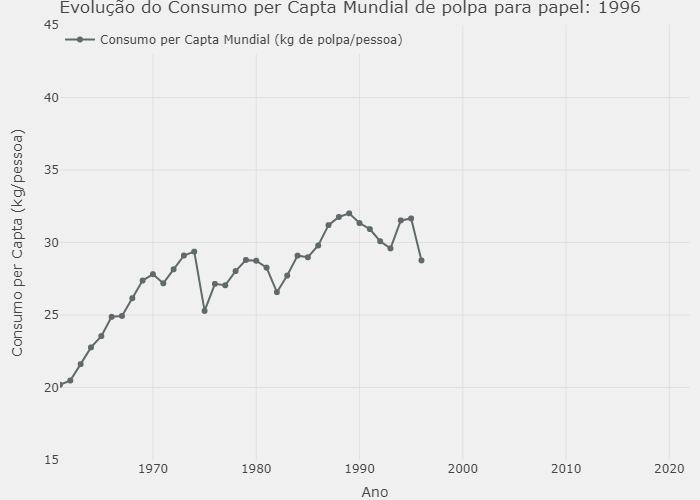 Evolução do Consumo per Capta Mundial de polpa para papel: 1996
45
Consumo per Capta Mundial (kg de polpa/pessoa)
40
35
30
25
20
15
Consumo per Capta (kg/pessoa)
1970 1980 1990 2000 2010 2020
Ano